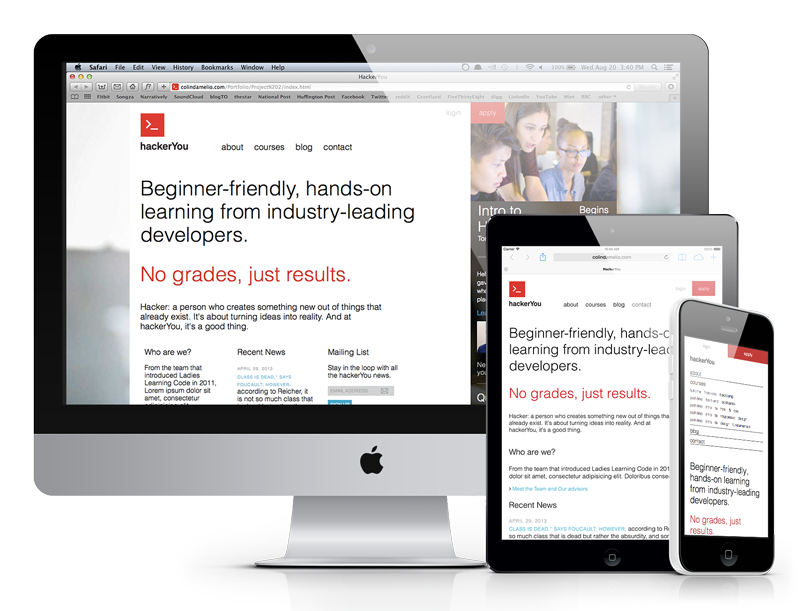 Safari File Edit View History Bookmarks Window Help
100% Wed Aug 20 3:40 PM
HackerYou
colindamelio.com/Portfolio/Project%202/index.html
Fitbit Songza Narratively SoundCloud blogTO thestar National Post Huffington Post Facebook Twitter reddit Craveland FiveThirtyEight digg LinkedIn YouTube Mint RBC
login apply
hackerYou about courses blog contact
Beginner-friendly, hands-on
learning from industry-leading
developers.
No grades, just results.
Hacker: a person who creates something new out of things that
already exist. It's about turning ideas into reality. And at
hackerYou, it's a good thing.
Who are we?
From the team that
introduced Ladies
Learning Code in 2011,
Lorem ipsum dolor sit
amet, consectetur
Recent News
APRIL 29, 2013
CLASS IS DEAD," SAYS
FOUCAULT; HOWEVER,
according to Reicher, it
is not so much class that
Mailing List
Stay in the loop with all
the hackerYou news.
EMAIL ADDRESS
Intro to
Begins
Carrier
colindamelio.com
HackerYou
login apply
hackerYou about courses blog contact
Beginner-friendly, hands-on
learning from industry-leading
developers.
No grades, just results.
Hacker: a person who creates something new out of things that
already exist. It's about turning ideas into reality. And at
hackerYou, it's a good thing.
Who are we?
From the team that introduced Ladies Learning Code in 2011
dolor sit amet, consectetur adipisicing elit. Doloribus conse
> Meet the Team and Our advisors
Recent News
APRIL 29, 2013
CLASS IS DEAD," SAYS FOUCAULT; HOWEVER, according to Re
so much class that is dead but rather the absurdity, and sor
login apply
hackerYou
about
courses
blog
contact
Beginner-friendly,
hands-on learning
from industry-leading
developers.
No grades, just
results.